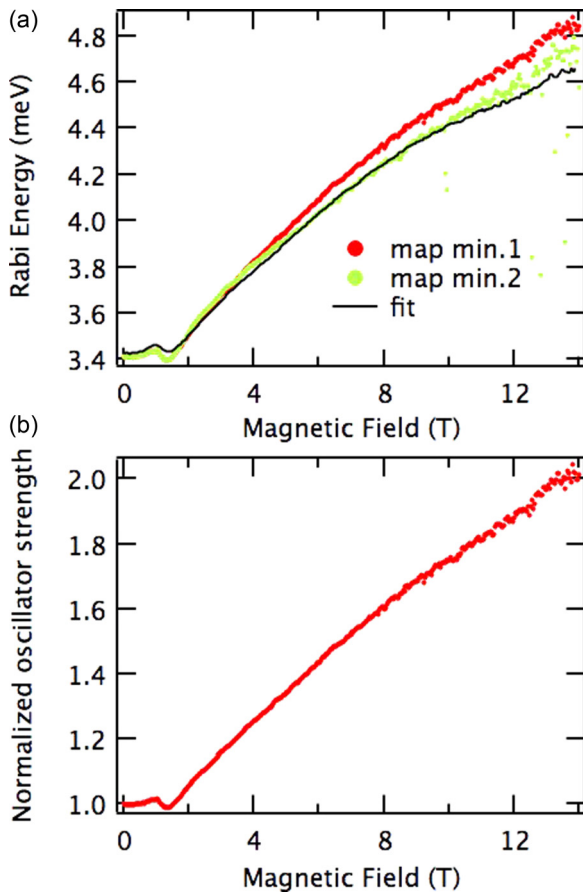 (a)
4.8
4.6
4.4
4.2
4.0
3.8
3.6
3.4
Rabi Energy (meV)
map min.1
map min.2
fit
0
4
8
12
Magnetic Field (T)
(b)
2.0
1.8
1.6
1.4
1.2
1.0
Normalized oscillator strength
0
4
8
12
Magnetic Field (T)